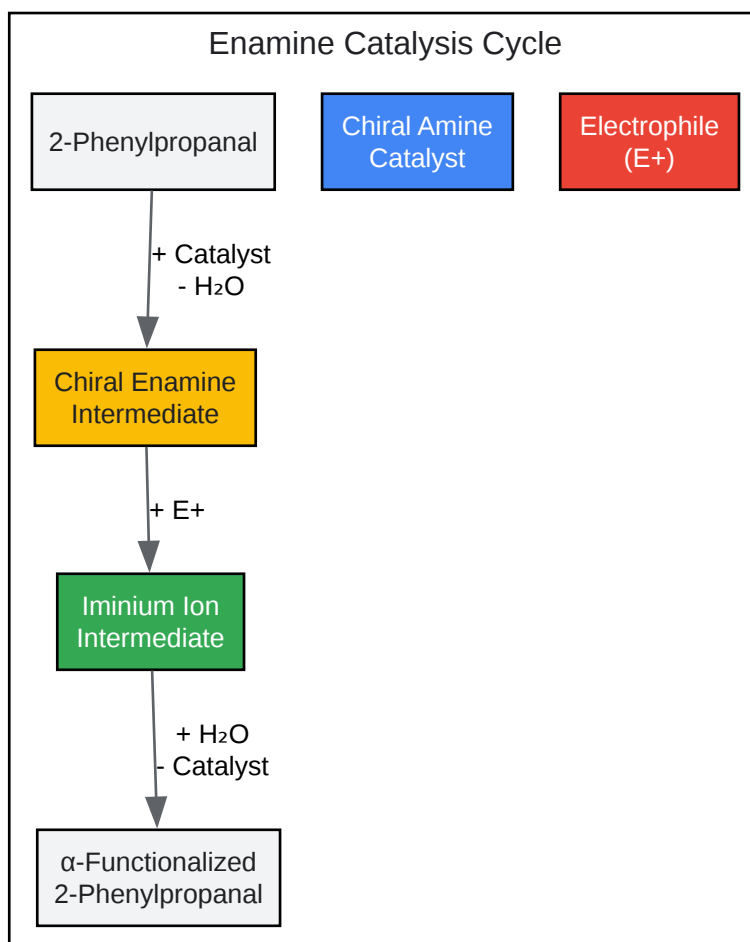 Enamine Catalysis Cycle
2-Phenylpropanal
Chiral Amine
Catalyst
Electrophile
(E+)
+ Catalyst
- H₂O
Chiral Enamine
Intermediate
+ E+
Iminium Ion
Intermediate
+ H₂O
- Catalyst
α-Functionalized
2-Phenylpropanal